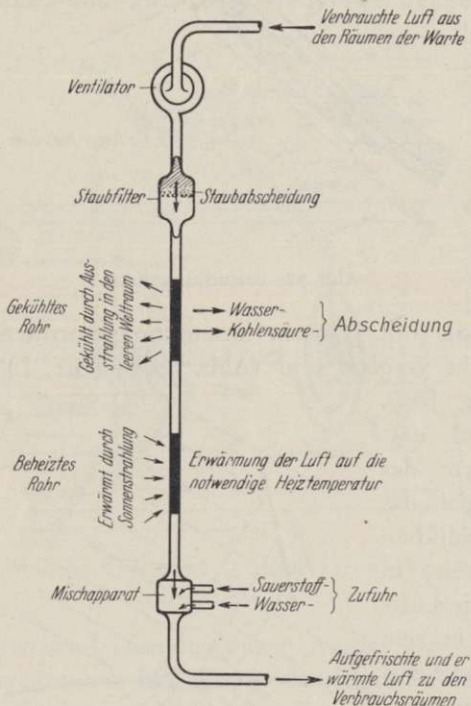 Verbrauchte Luft aus
den Räumen der Warte
Ventilator
Staubfilter
Staubabscheidung
Gekühltes
Rohr
Gekühlt durch Aus-
strahlung in den
leeren Weltraum
Wasser-
Kohlensäure-
Abscheidung
Beheiztes
Rohr
Erwärmt durch
Sonnenstrahlung
Erwärmung der Luft auf die
notwendige Heiztemperatur
Mischapparat
Sauerstoff-
Wasser-
Zufuhr
Aufgefrischte und er
wärmte Luft zu den
Verbrauchsräumen